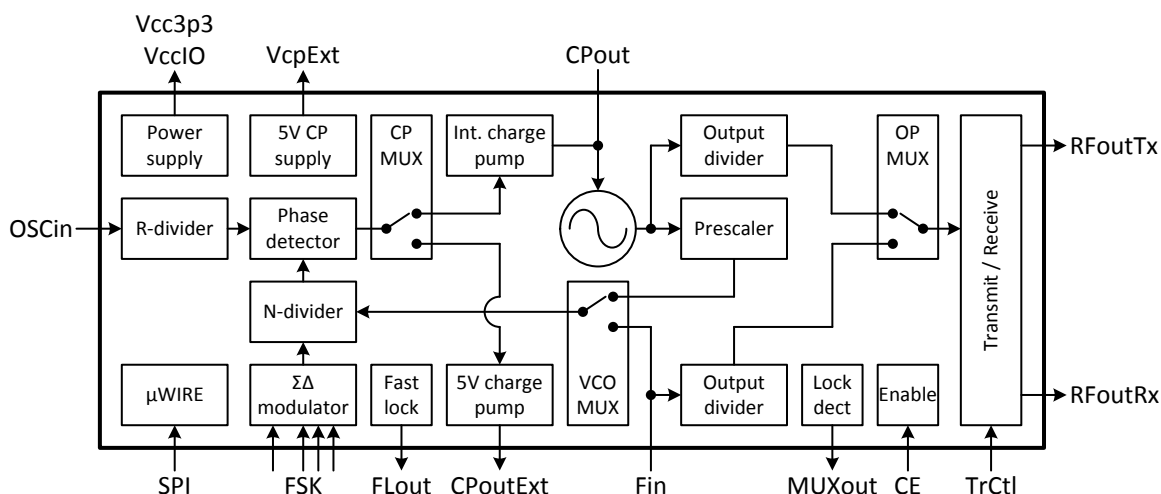 Vcc3p3
VccIO
VcpExt
CPout
Power
supply
5V CP
supply
CP
MUX
Int. charge
pump
Output
divider
OP
MUX
RFoutTx
OSCin
R-divider
Phase
detector
Prescaler
Transmit / Receive
N-divider
µWIRE
ΣΔ
modulator
Fast
lock
5V charge
pump
VCO
MUX
Output
divider
Lock
dect
Enable
RFoutRx
SPI
FSK
FLout
CPoutExt
Fin
MUXout
CE
TrCtl